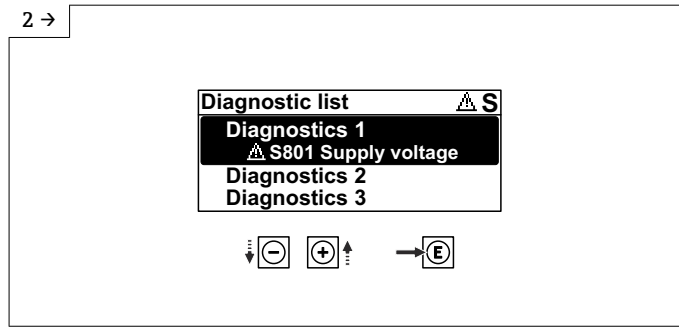 2 →
Diagnostic list ⚠ S
Diagnostics 1
⚠ S801 Supply voltage
Diagnostics 2
Diagnostics 3
− + E